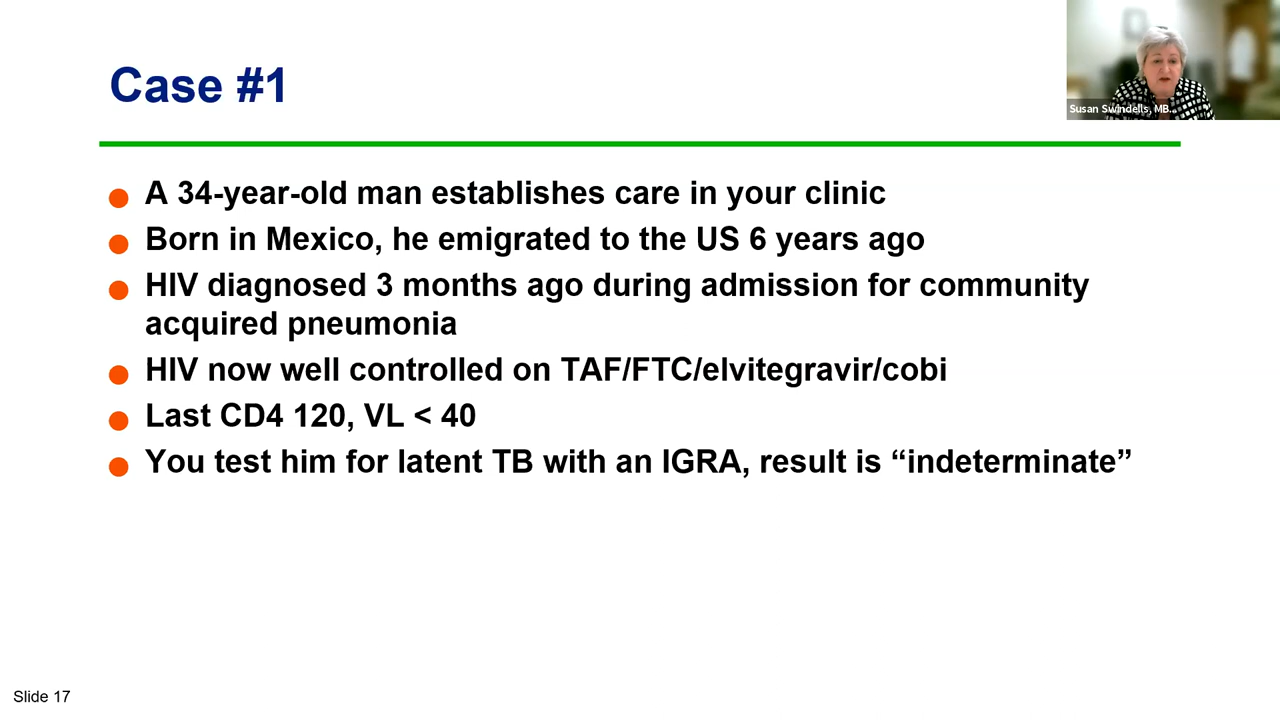 Case #1
Susan Swindells, MB...
A 34-year-old man establishes care in your clinic
Born in Mexico, he emigrated to the US 6 years ago
HIV diagnosed 3 months ago during admission for community
acquired pneumonia
HIV now well controlled on TAF/FTC/elvitegravir/cobi
Last CD4 120, VL < 40
You test him for latent TB with an IGRA, result is “indeterminate”
Slide 17